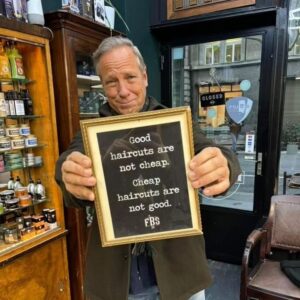 CLOSED
Good
haircuts are
not cheap.
Cheap
haircuts are
not good.
FBS